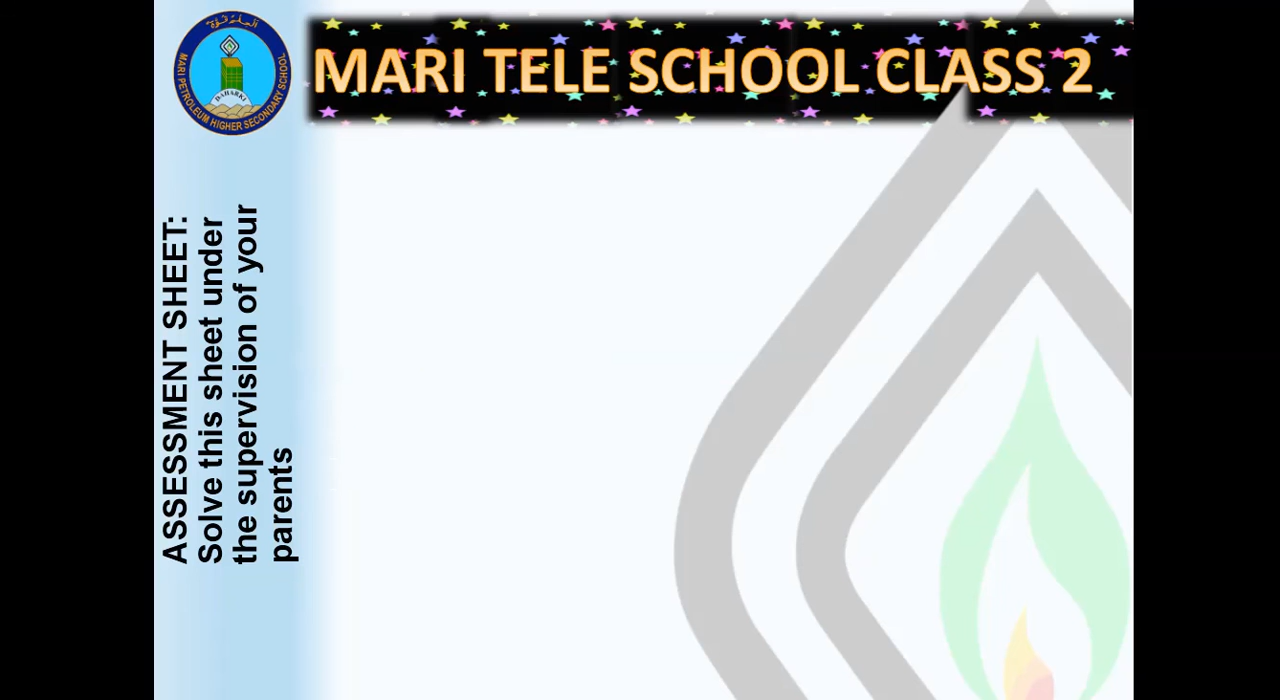 MARI TELE SCHOOL CLASS 2
MARI PETROLEUM HIGHER SECONDARY SCHOOL
DAHARKI
ASSESSMENT SHEET:
Solve this sheet under
the supervision of your
parents